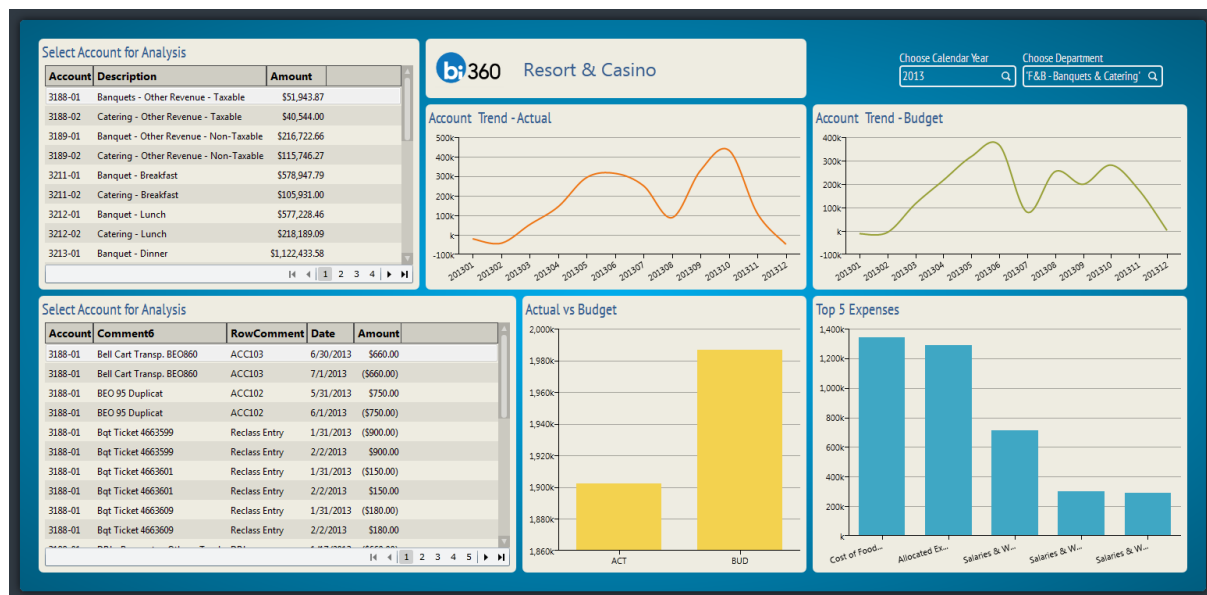 Select Account for Analysis
Account Description Amount
3188-01 Banquets - Other Revenue - Taxable $51,943.87
3188-02 Catering - Other Revenue - Taxable $40,544.00
3189-01 Banquet - Other Revenue - Non-Taxable $216,722.66
3189-02 Catering - Other Revenue - Non-Taxable $115,746.27
3211-01 Banquet - Breakfast $578,947.79
3211-02 Catering - Breakfast $105,931.00
3212-01 Banquet - Lunch $577,228.46
3212-02 Catering - Lunch $218,189.09
3213-01 Banquet - Dinner $1,122,433.58
1 2 3 4
bi360 Resort & Casino
Choose Calendar Year Choose Department
2013 'F&B - Banquets & Catering'
Account Trend - Actual
500k
400k
300k
200k
100k
k
-100k
201301 201302 201303 201304 201305 201306 201307 201308 201309 201310 201311 201312
Account Trend - Budget
400k
300k
200k
100k
k
-100k
201301 201302 201303 201304 201305 201306 201307 201308 201309 201310 201311 201312
Select Account for Analysis
Account Comment6 RowComment Date Amount
3188-01 Bell Cart Transp. BEO860 ACC103 6/30/2013 $660.00
3188-01 Bell Cart Transp. BEO860 ACC103 7/1/2013 ($660.00)
3188-01 BEO 95 Duplicat ACC102 5/31/2013 $750.00
3188-01 BEO 95 Duplicat ACC102 6/1/2013 ($750.00)
3188-01 Bqt Ticket 4663599 Reclass Entry 1/31/2013 ($900.00)
3188-01 Bqt Ticket 4663599 Reclass Entry 2/2/2013 $900.00
3188-01 Bqt Ticket 4663601 Reclass Entry 1/31/2013 ($150.00)
3188-01 Bqt Ticket 4663601 Reclass Entry 2/2/2013 $150.00
3188-01 Bqt Ticket 4663609 Reclass Entry 1/31/2013 ($180.00)
3188-01 Bqt Ticket 4663609 Reclass Entry 2/2/2013 $180.00
1 2 3 4 5
Actual vs Budget
2,000k
1,980k
1,960k
1,940k
1,920k
1,900k
1,880k
1,860k
ACT BUD
Top 5 Expenses
1,400k
1,200k
1,000k
800k
600k
400k
200k
k
Cost of Food... Allocated Ex... Salaries & W... Salaries & W... Salaries & W...